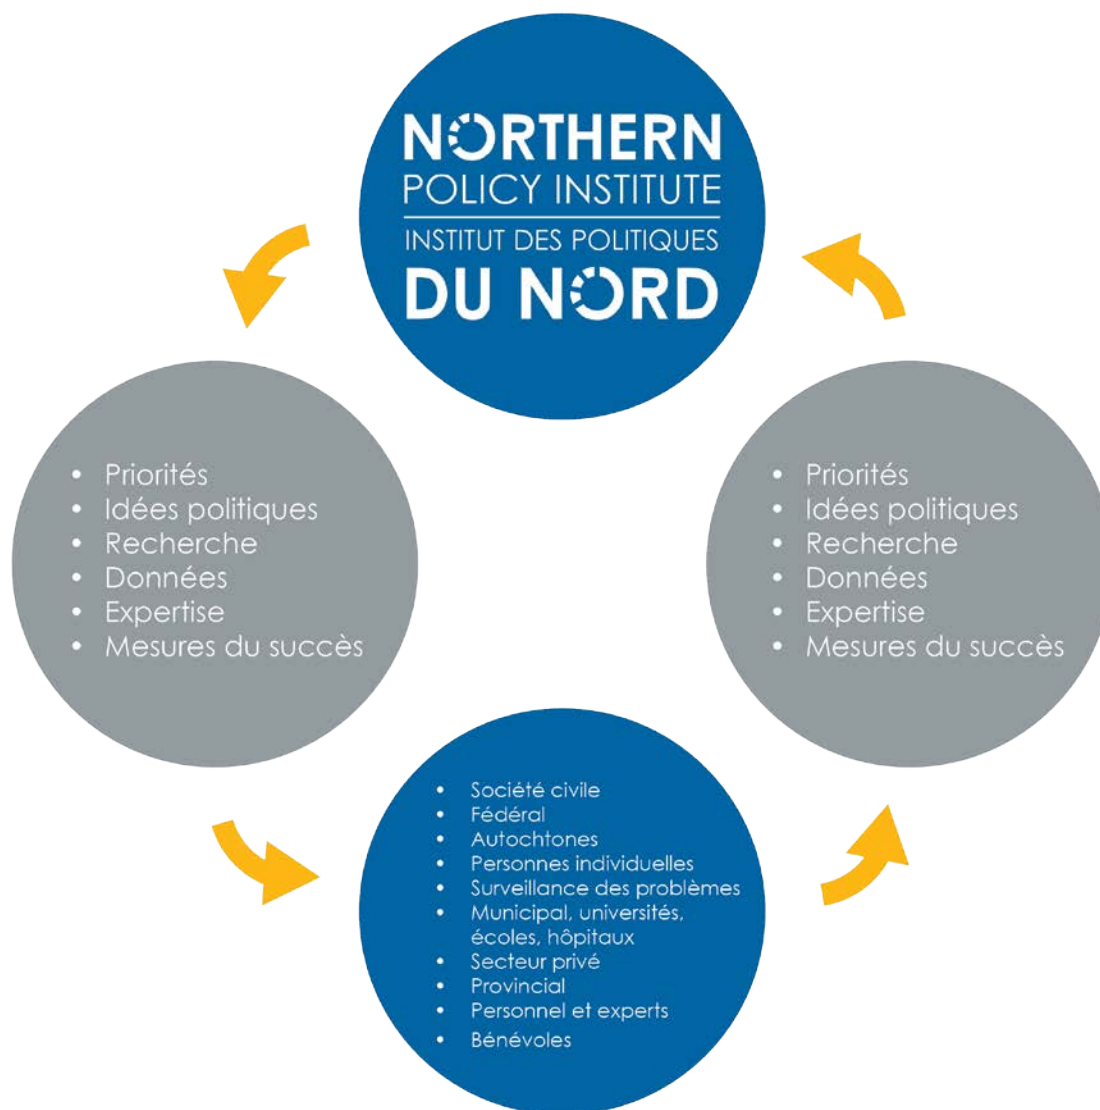 NORTHERN
POLICY INSTITUTE
INSTITUT DES POLITIQUES
DU NORD
• Priorités
• Idées politiques
• Recherche
• Données
• Expertise
• Mesures du succès
• Priorités
• Idées politiques
• Recherche
• Données
• Expertise
• Mesures du succès
• Société civile
• Fédéral
• Autochtones
• Personnes individuelles
• Surveillance des problèmes
• Municipal, universités,
écoles, hôpitaux
• Secteur privé
• Provincial
• Personnel et experts
• Bénévoles